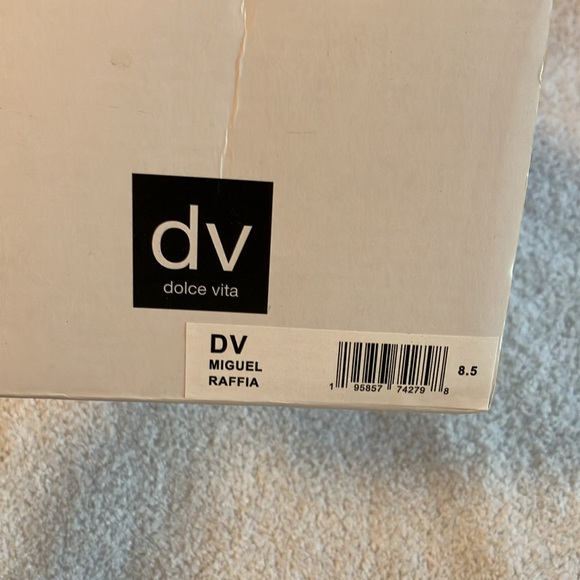 dv
dolce vita
DV
MIGUEL
RAFFIA
1 95857 74279 8
8.5